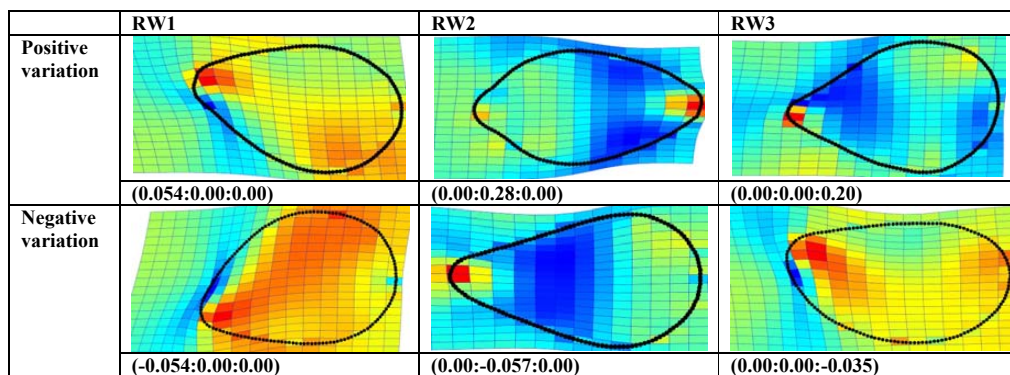 RW1 RW2 RW3
Positive
variation
(0.054:0.00:0.00) (0.00:0.28:0.00) (0.00:0.00:0.20)
Negative
variation
(-0.054:0.00:0.00) (0.00:-0.057:0.00) (0.00:0.00:-0.035)